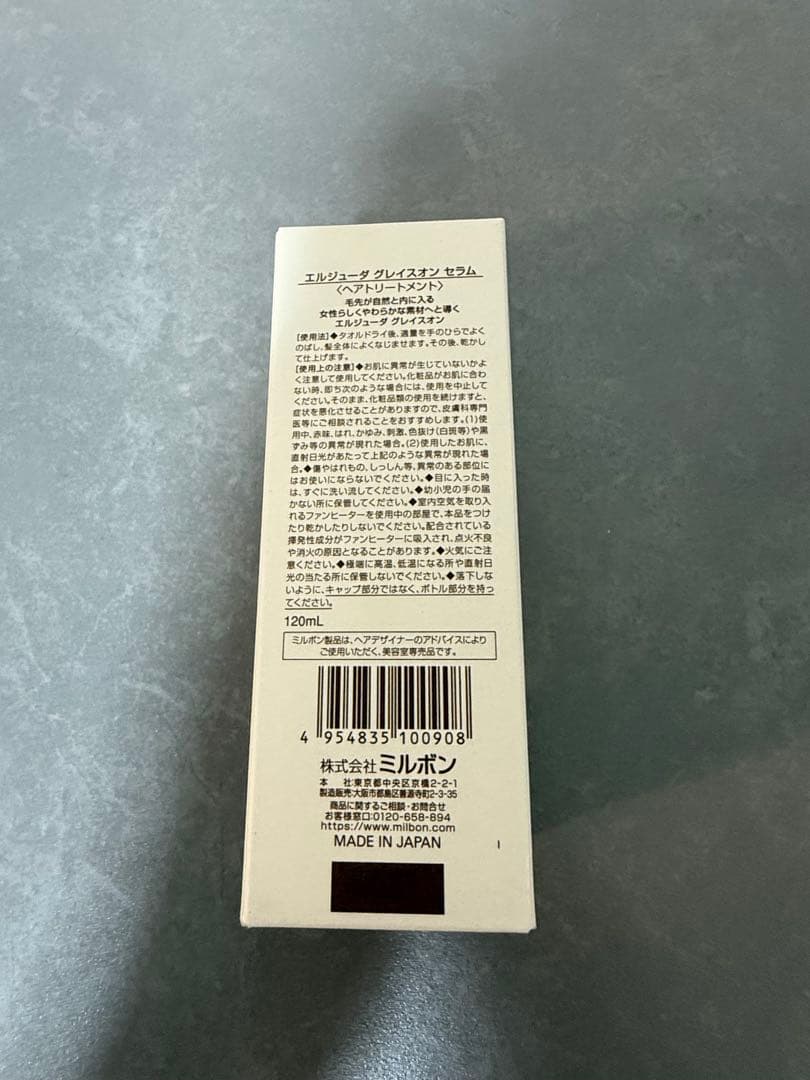 エルジューダ グレイスオン セラム
〈ヘアトリートメント〉
毛先が自然と内に入る
女性らしくやわらかな素材へと導く
エルジューダ グレイスオン
[使用法]◆タオルドライ後、適量を手のひらでよく
のばし、髪全体によくなじませます。その後、乾かし
て仕上げます。
[使用上の注意]◆お肌に異常が生じていないかよ
く注意して使用してください。化粧品がお肌に合わ
ない時、即ち次のような場合には、使用を中止して
ください。そのまま、化粧品類の使用を続けますと、
症状を悪化させることがありますので、皮膚科専門
医等にご相談されることをおすすめします。(1)使
用中、赤味、はれ、かゆみ、刺激、色抜け(白斑等)や黒
ずみ等の異常が現れた場合。(2)使用したお肌に、
直射日光があたって上記のような異常が現れた場
合。◆傷やはれもの、しっしん等、異常のある部位に
はお使いにならないでください。◆目に入った時
は、すぐに洗い流してください。◆幼小児の手の届
かない所に保管してください。◆室内空気を取り入
れるファンヒーターを使用中の部屋で、本品をつけ
たり乾かしたりしないでください。配合されている
揮発性成分がファンヒーターに吸入され、点火不良
や消火の原因となることがあります。◆火気にご注
意ください。◆極端に高温、低温になる所や直射日
光の当たる所に保管しないでください。◆落下しな
いように、キャップ部分ではなく、ボトル部分を持っ
てください。
120mL
ミルボン製品は、ヘアデザイナーのアドバイスにより
ご使用いただく、美容室専売品です。
4 954835 100908
株式会社 ミルボン
本 社:東京都中央区京橋2-2-1
製造販売:大阪市都島区善源寺町2-3-35
商品に関するご相談・お問合せ
お客様窓口:0120-658-894
https://www.milbon.com
MADE IN JAPAN
I